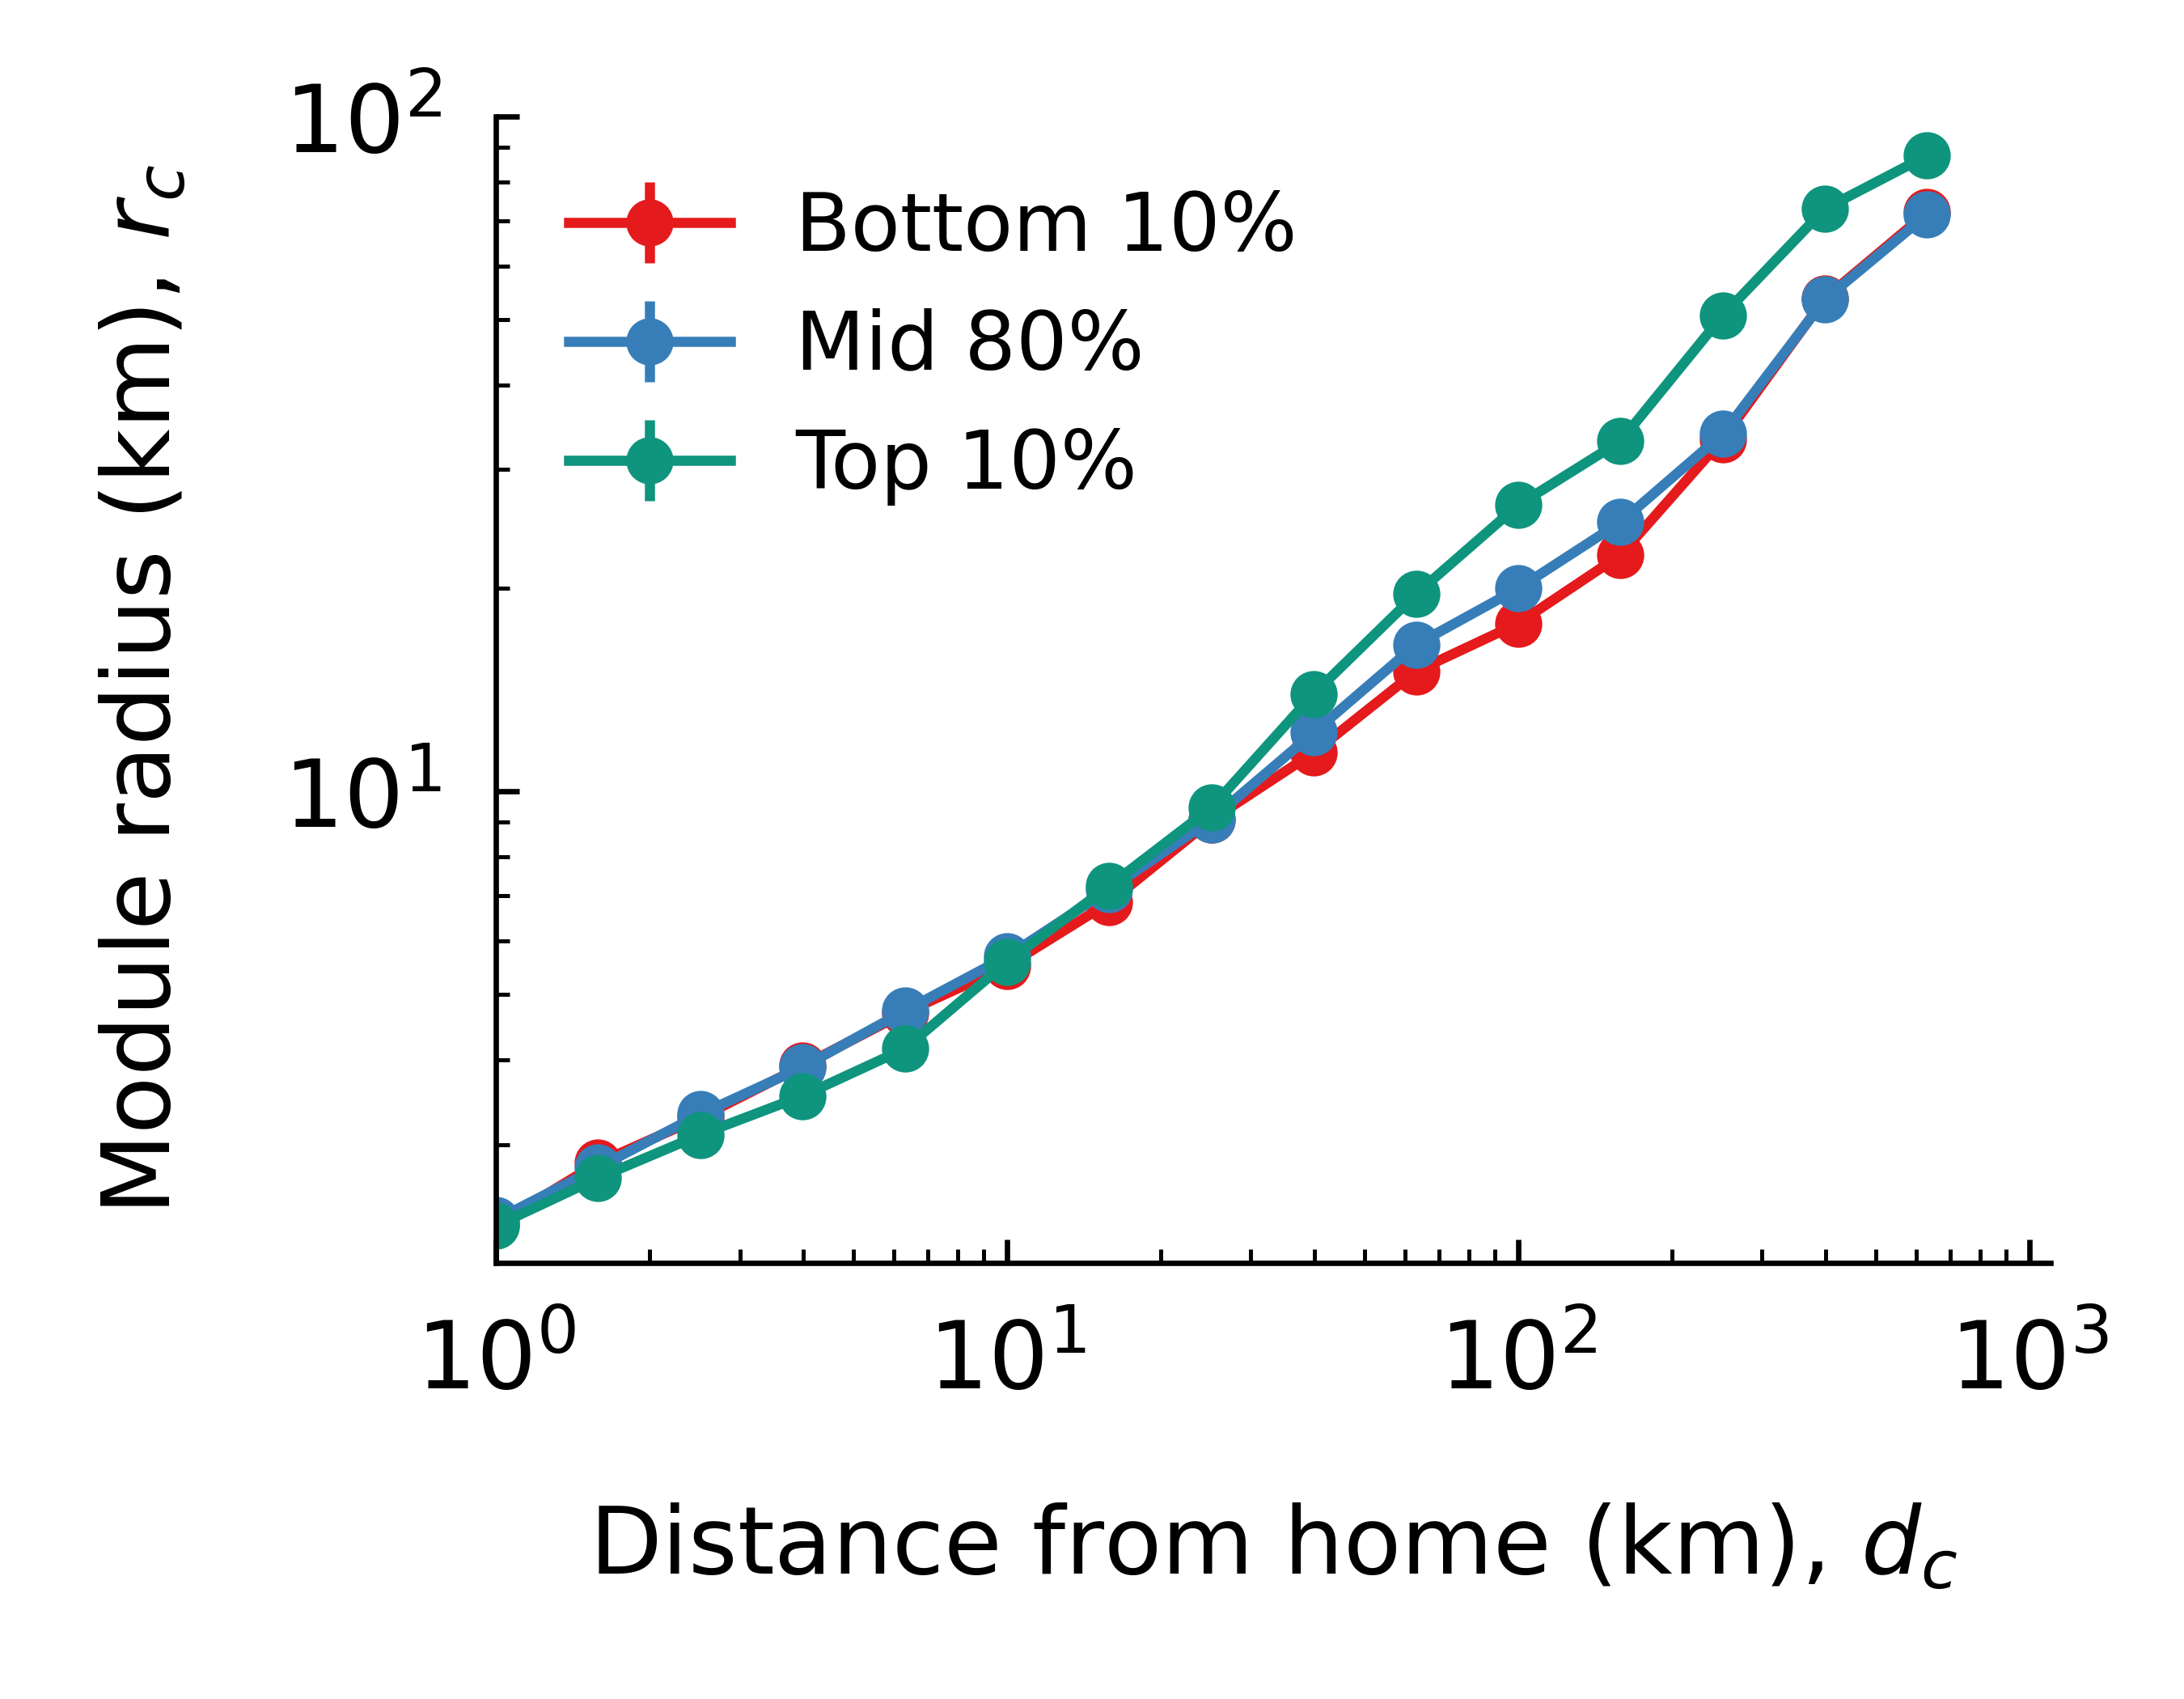 Module radius (km), r_c
10^2
10^1
Bottom 10%
Mid 80%
Top 10%
10^0 10^1 10^2 10^3
Distance from home (km), d_c